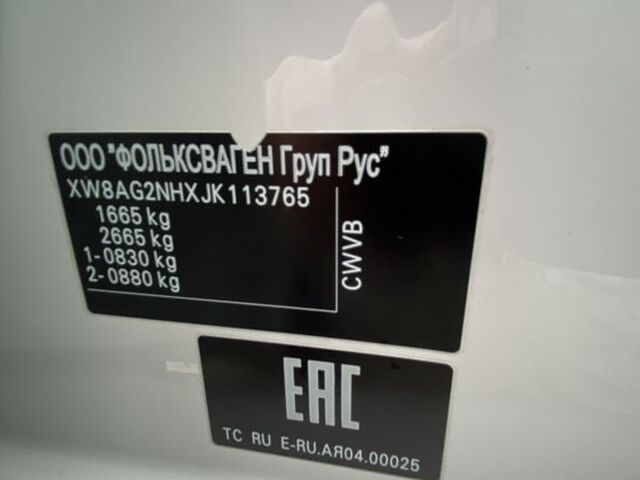 ООО "ФОЛЬКСВАГЕН Груп Рус"
XW8AG2NHXJK113765
1665 kg
2665 kg
1-0830 kg
2-0880 kg
CWVB
EAC
TC RU E-RU.АЯ04.00025